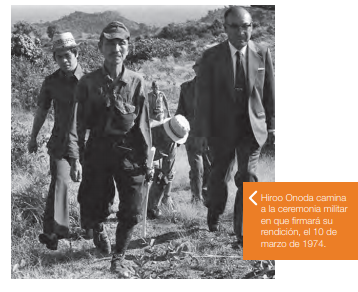 Hiroo Onoda camina
a la ceremonia militar
en que firmará su
rendición, el 10 de
marzo de 1974.